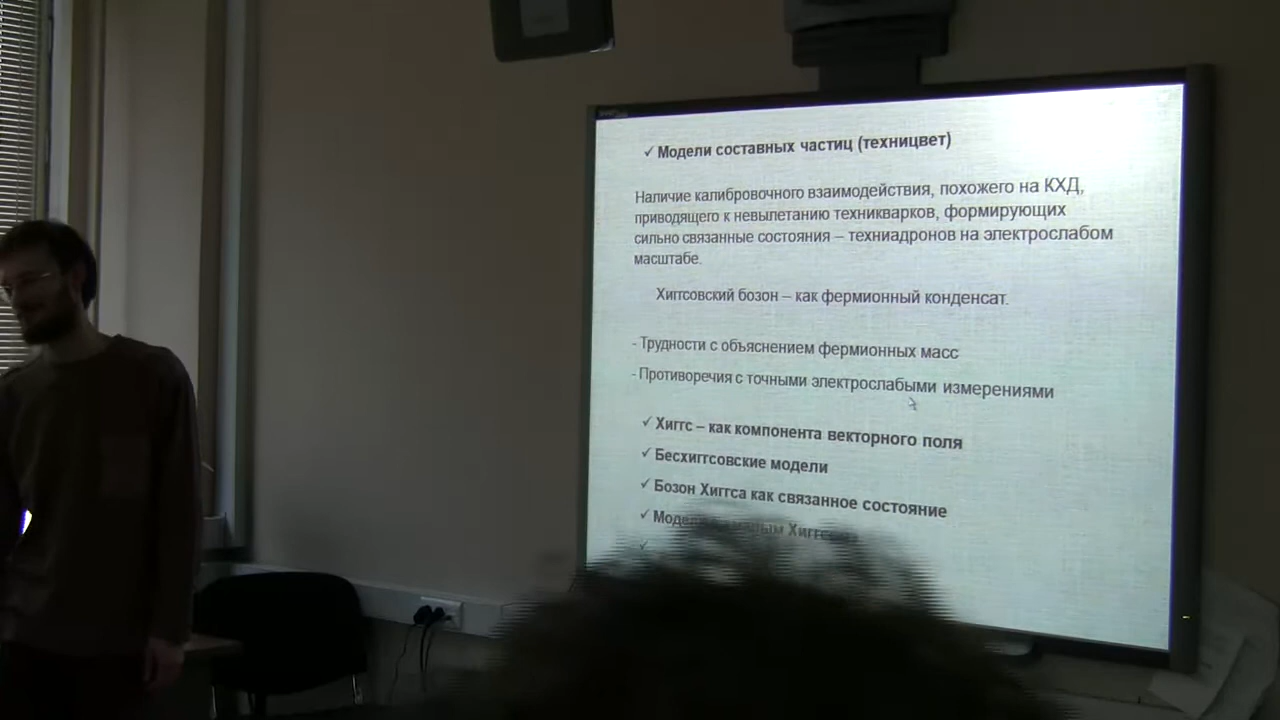 ✓ Модели составных частиц (техницвет)
Наличие калибровочного взаимодействия, похожего на КХД,
приводящего к невылетанию техникварков, формирующих
сильно связанные состояния – техниадронов на электрослабом
масштабе.
Хиггсовский бозон – как фермионный конденсат.
- Трудности с объяснением фермионных масс
- Противоречия с точными электрослабыми измерениями
✓ Хиггс – как компонента векторного поля
✓ Бесхиггсовские модели
✓ Бозон Хиггса как связанное состояние
✓
✓